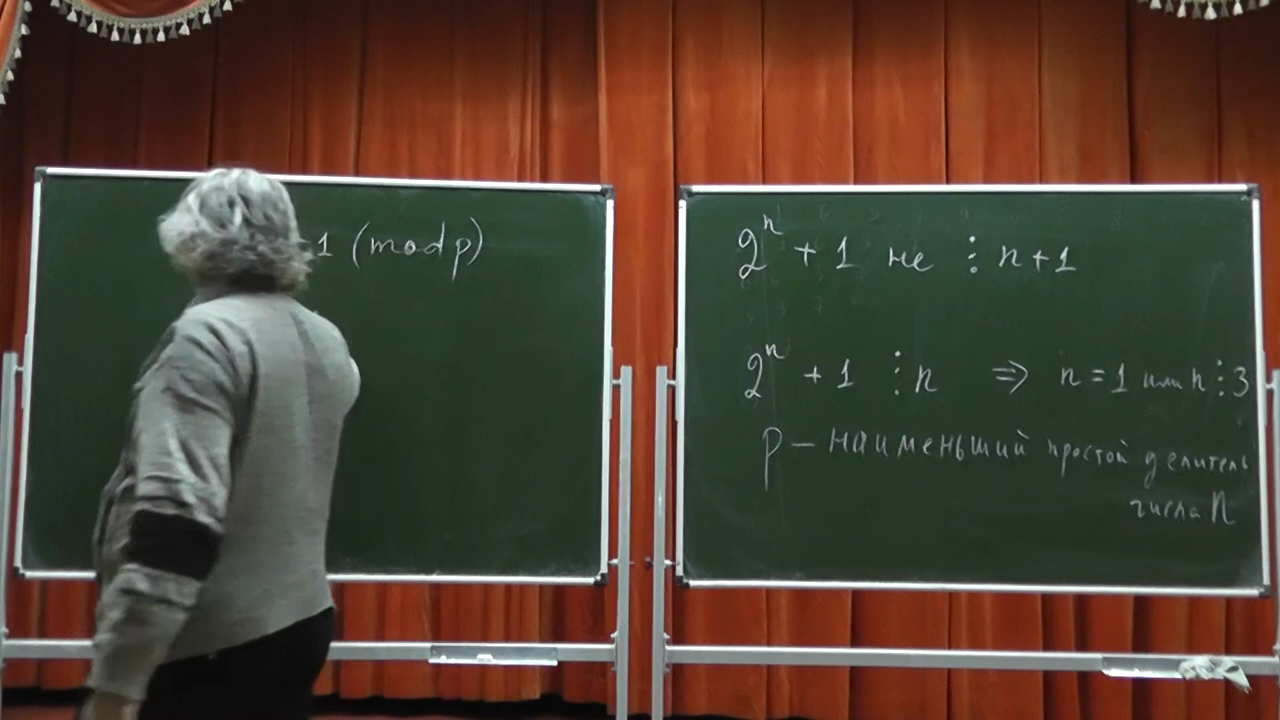 1 (mod p)
2ⁿ + 1 не ⋮ n+1
2ⁿ + 1 ⋮ n ⇒ n = 1 или n ⋮ 3
p – наименьший простой делитель
числа n